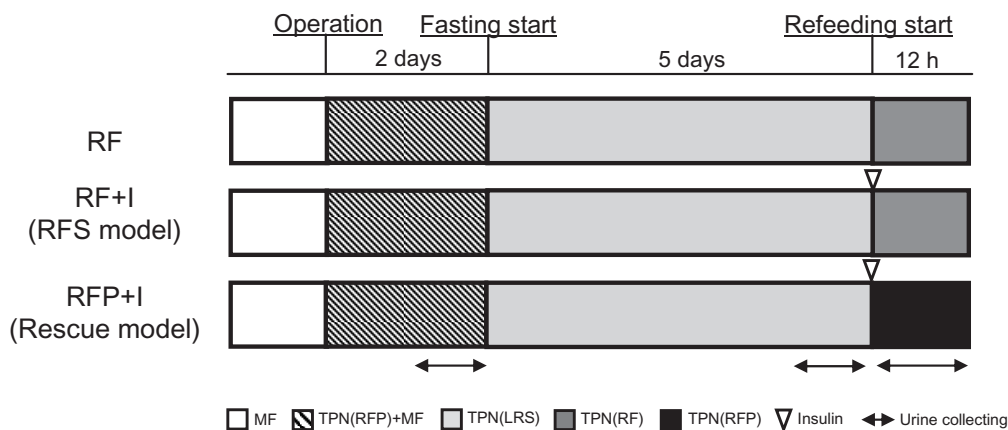 Operation Fasting start Refeeding start
2 days 5 days 12 h
RF
RF+I
(RFS model)
RFP+I
(Rescue model)
MF TPN(RFP)+MF TPN(LRS) TPN(RF) TPN(RFP) Insulin Urine collecting